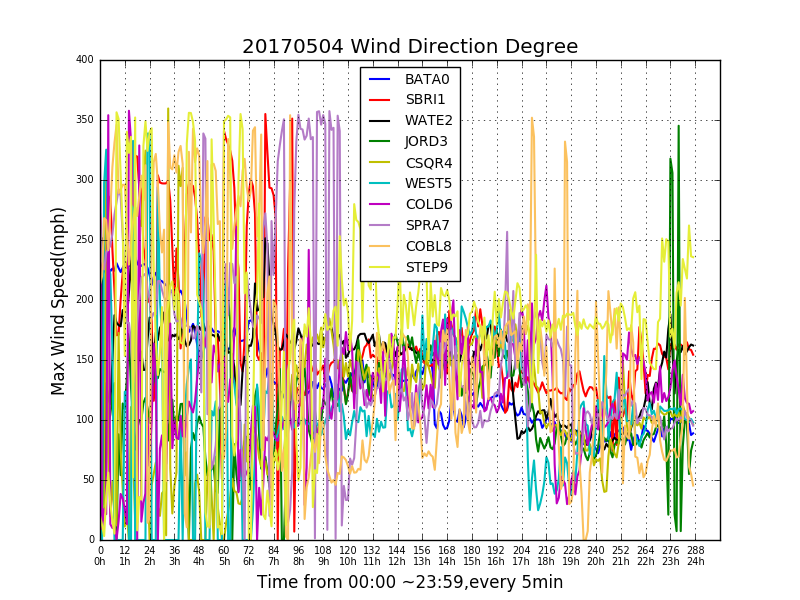 20170504 Wind Direction Degree
BATA0
SBRI1
WATE2
JORD3
CSQR4
WEST5
COLD6
SPRA7
COBL8
STEP9
Max Wind Speed(mph)
400
350
300
250
200
150
100
50
0
0 12 24 36 48 60 72 84 96 108 120 132 144 156 168 180 192 204 216 228 240 252 264 276 288
0h 1h 2h 3h 4h 5h 6h 7h 8h 9h 10h 11h 12h 13h 14h 15h 16h 17h 18h 19h 20h 21h 22h 23h 24h
Time from 00:00 ~23:59,every 5min